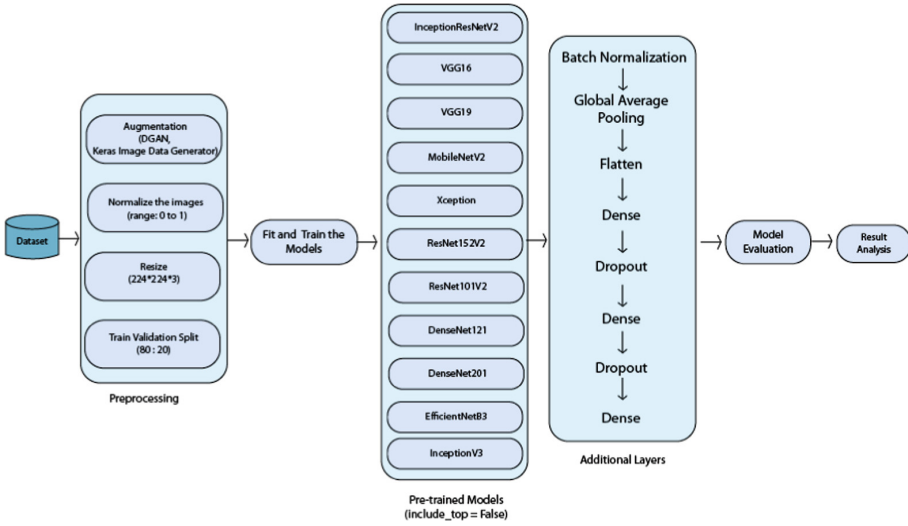 Dataset
Augmentation
(DGAN,
Keras Image Data Generator)
Normalize the images
(range: 0 to 1)
Resize
(224*224*3)
Train Validation Split
(80 : 20)
Preprocessing
Fit and Train the
Models
InceptionResNetV2
VGG16
VGG19
MobileNetV2
Xception
ResNet152V2
ResNet101V2
DenseNet121
DenseNet201
EfficientNetB3
InceptionV3
Pre-trained Models
(include_top = False)
Batch Normalization
Global Average
Pooling
Flatten
Dense
Dropout
Dense
Dropout
Dense
Additional Layers
Model
Evaluation
Result
Analysis